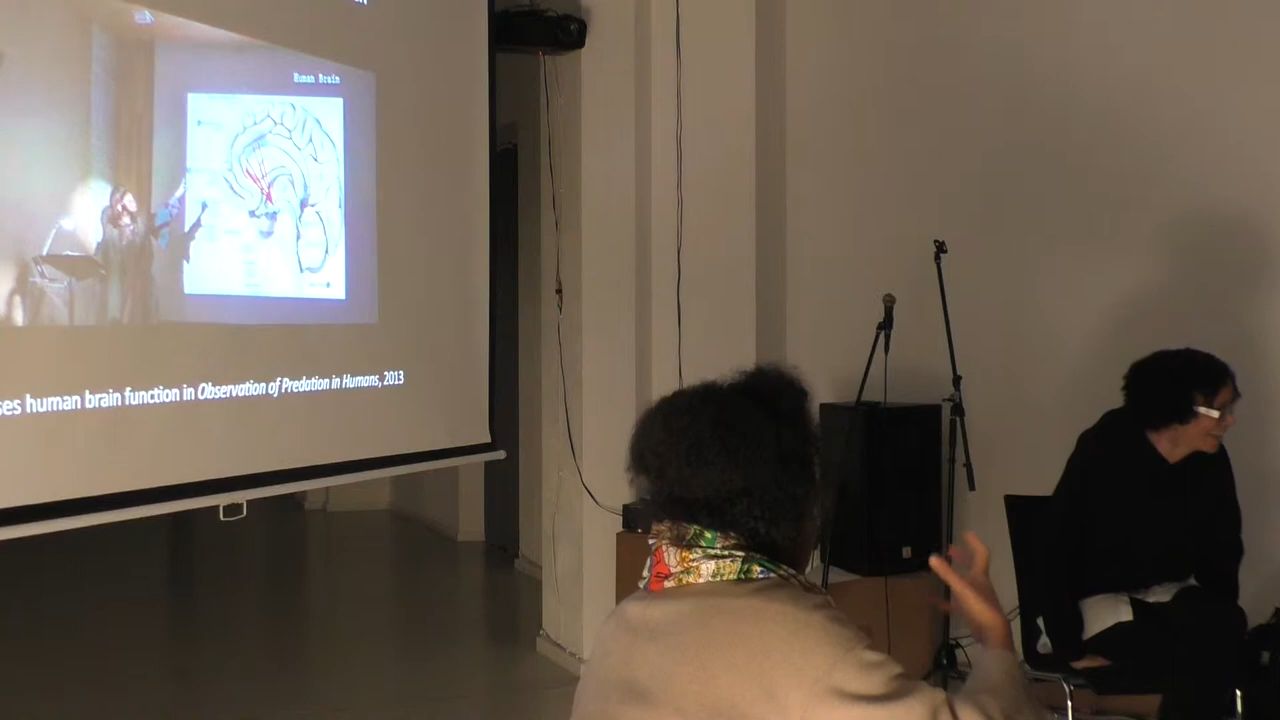 Human Brain
ses human brain function in Observation of Predation in Humans, 2013